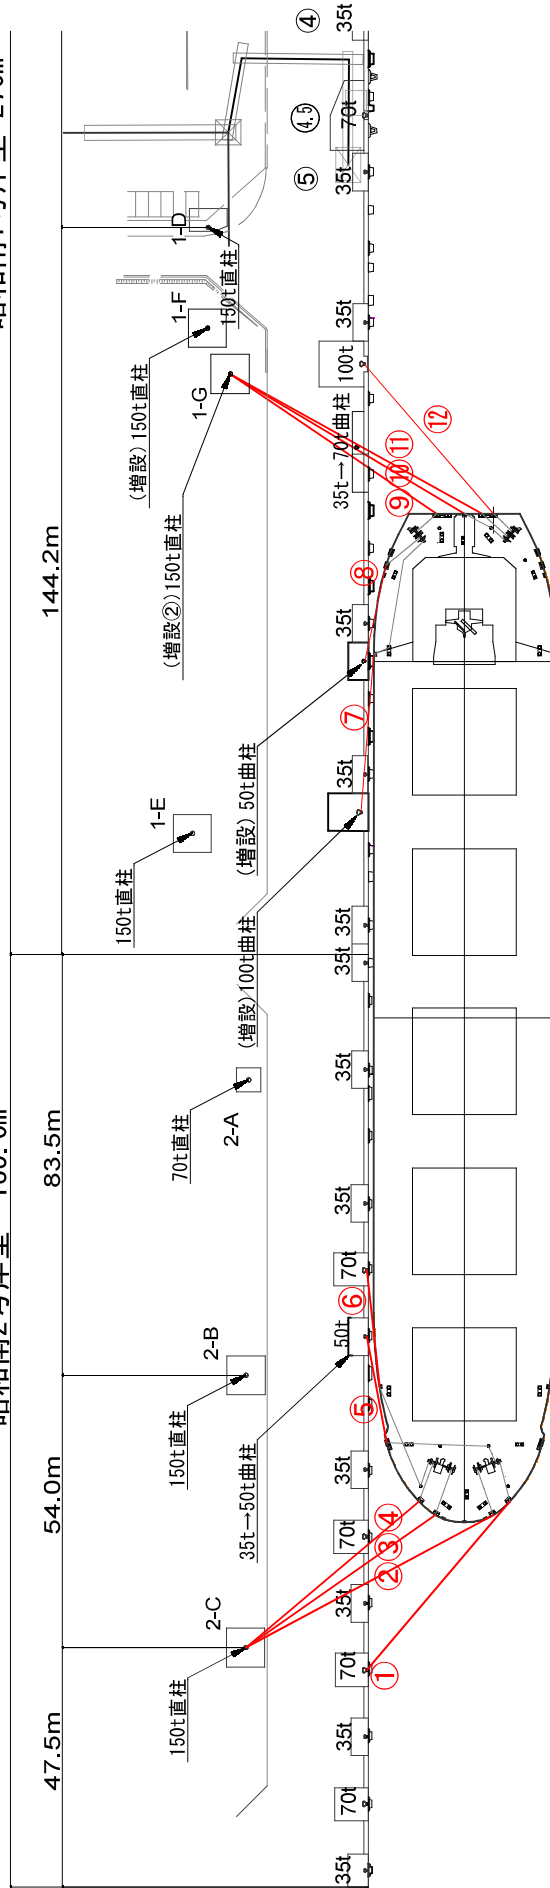 ④
35t
4.5
70t
⑤
35t
1-D
150t直柱
1-F
(増設)150t直柱
35t
100t
1-G
(増設②)150t直柱
35t→70t曲柱
⑫
⑪
⑩
⑨
144.2m
⑧
35t
(増設) 50t曲柱
⑦
35t
1-E
150t直柱
(増設)100t曲柱
35t
35t
83.5m
35t
2-A
70t直柱
35t
70t
⑥
50t
2-B
150t直柱
35t→50t曲柱
⑤
54.0m
35t
④
70t
③
②
35t
2-C
150t直柱
70t
①
35t
47.5m
70t
35t